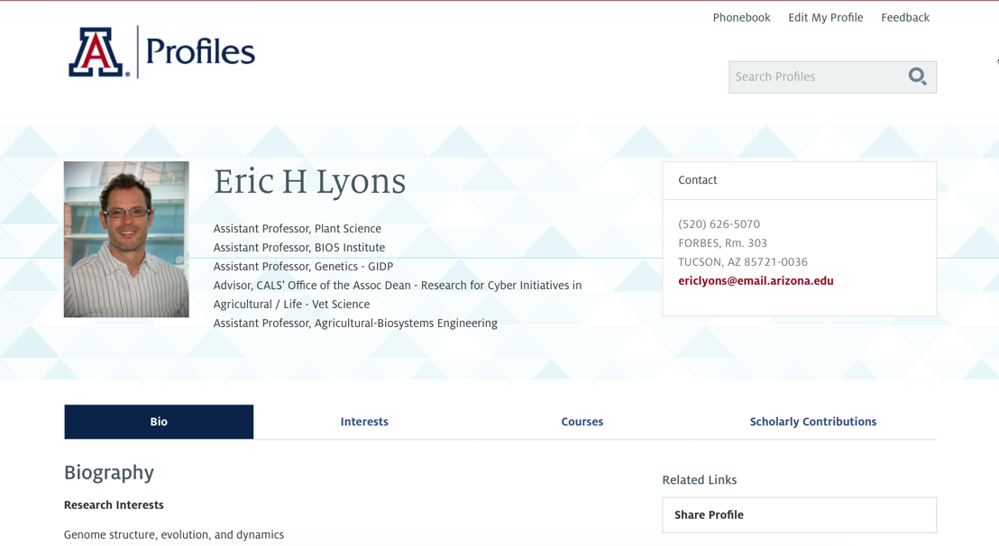 Phonebook Edit My Profile Feedback
A Profiles
Search Profiles
Eric H Lyons
Assistant Professor, Plant Science
Assistant Professor, BIO5 Institute
Assistant Professor, Genetics - GIDP
Advisor, CALS' Office of the Assoc Dean - Research for Cyber Initiatives in
Agricultural / Life - Vet Science
Assistant Professor, Agricultural-Biosystems Engineering
Contact
(520) 626-5070
FORBES, Rm. 303
TUCSON, AZ 85721-0036
ericlyons@email.arizona.edu
Bio Interests Courses Scholarly Contributions
Biography
Research Interests
Genome structure, evolution, and dynamics
Related Links
Share Profile